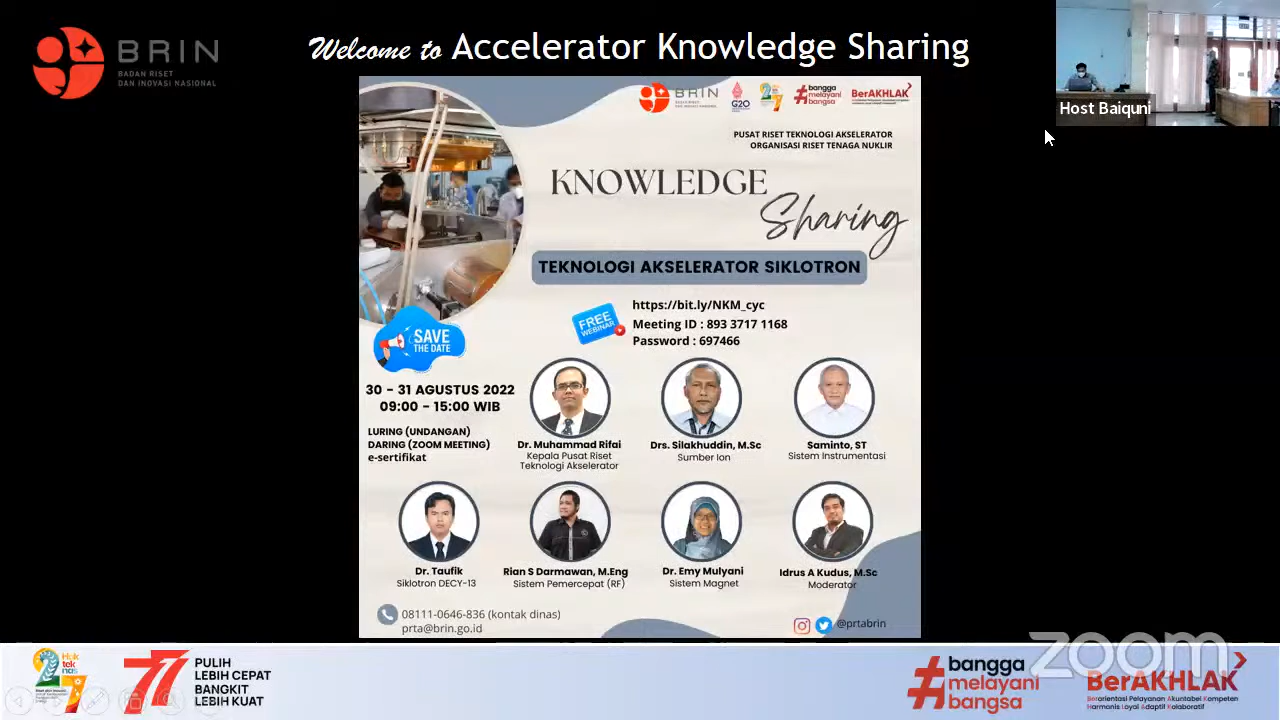 BRIN
BADAN RISET
DAN INOVASI NASIONAL
Welcome to Accelerator Knowledge Sharing
Host Baiquni
BRIN
G20
#bangga
melayani
bangsa
BerAKHLAK
PUSAT RISET TEKNOLOGI AKSELERATOR
ORGANISASI RISET TENAGA NUKLIR
KNOWLEDGE
Sharing
TEKNOLOGI AKSELERATOR SIKLOTRON
FREE
WEBINAR
https://bit.ly/NKM_cyc
Meeting ID : 893 3717 1168
Password : 697466
SAVE
THE DATE
30 - 31 AGUSTUS 2022
09:00 - 15:00 WIB
LURING (UNDANGAN)
DARING (ZOOM MEETING)
e-sertifikat
Dr. Muhammad Rifai
Kepala Pusat Riset
Teknologi Akselerator
Drs. Silakhuddin, M.Sc
Sumber Ion
Saminto, ST
Sistem Instrumentasi
Dr. Taufik
Siklotron DECY-13
Rian S Darmawan, M.Eng
Sistem Pemercepat (RF)
Dr. Emy Mulyani
Sistem Magnet
Idrus A Kudus, M.Sc
Moderator
08111-0646-836 (kontak dinas)
prta@brin.go.id
@prtabrin
27
Hak
tek
nas
77
PULIH
LEBIH CEPAT
BANGKIT
LEBIH KUAT
#bangga
melayani
bangsa
zoom
BerAKHLAK
Berorientasi Pelayanan Akuntabel Kompeten
Harmonis Loyal Adaptif Kolaboratif